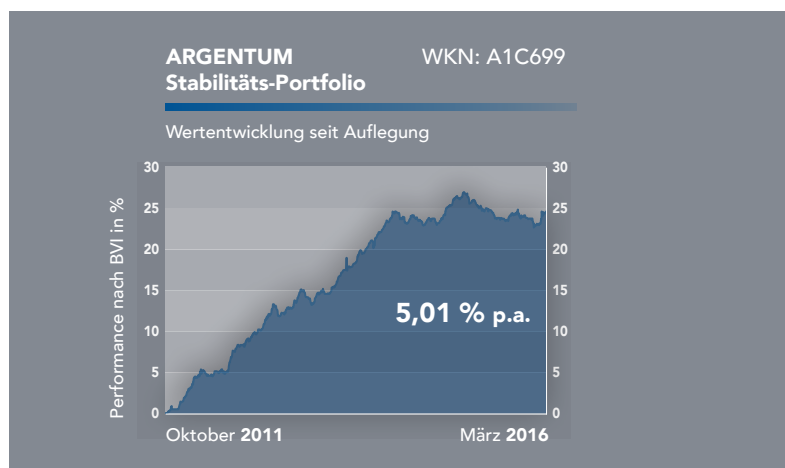 ARGENTUM WKN: A1C699
Stabilitäts-Portfolio
Wertentwicklung seit Auflegung
Performance nach BVI in %
30 30
25 25
20 20
15 15
5,01 % p.a.
10 10
5 5
0 0
Oktober 2011 März 2016